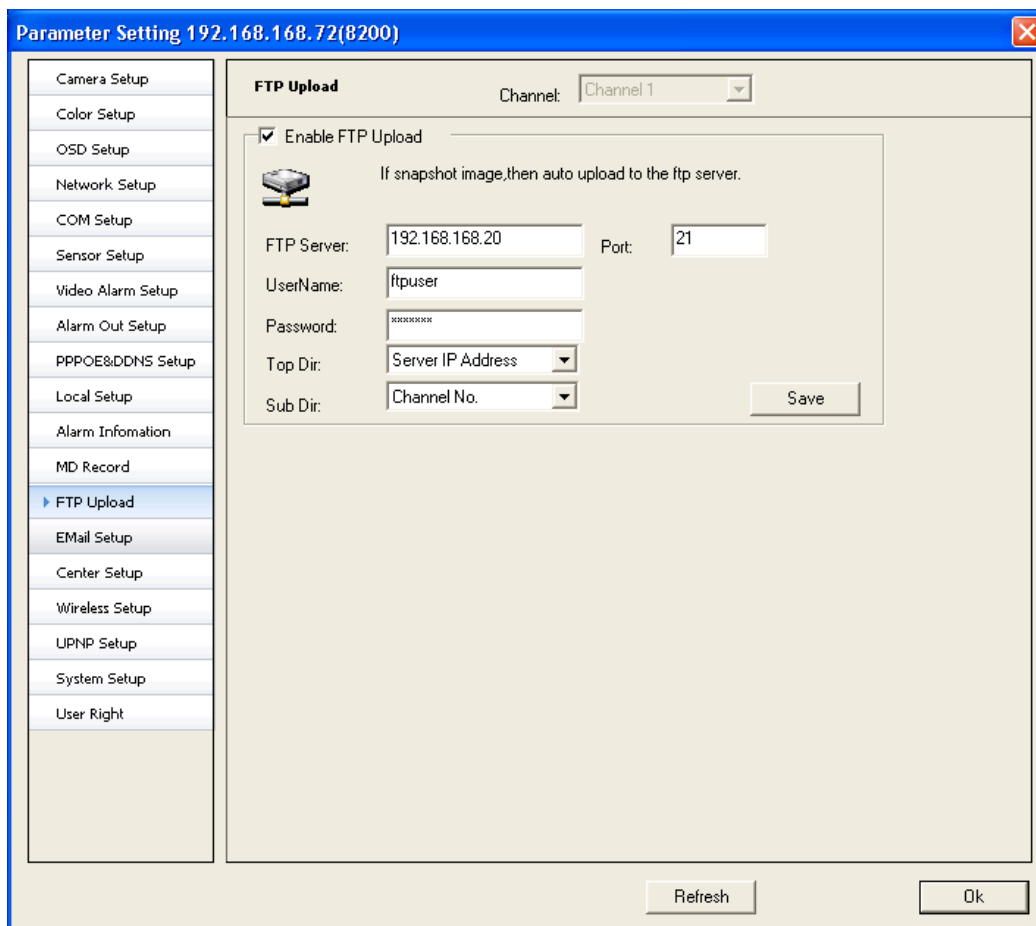 Parameter Setting 192.168.168.72(8200)
Camera Setup
Color Setup
OSD Setup
Network Setup
COM Setup
Sensor Setup
Video Alarm Setup
Alarm Out Setup
PPPOE&DDNS Setup
Local Setup
Alarm Infomation
MD Record
FTP Upload
EMail Setup
Center Setup
Wireless Setup
UPNP Setup
System Setup
User Right
FTP Upload
Channel: Channel 1
Enable FTP Upload
If snapshot image,then auto upload to the ftp server.
FTP Server: 192.168.168.20 Port: 21
UserName: ftpuser
Password: *******
Top Dir: Server IP Address
Sub Dir: Channel No.
Save
Refresh
Ok